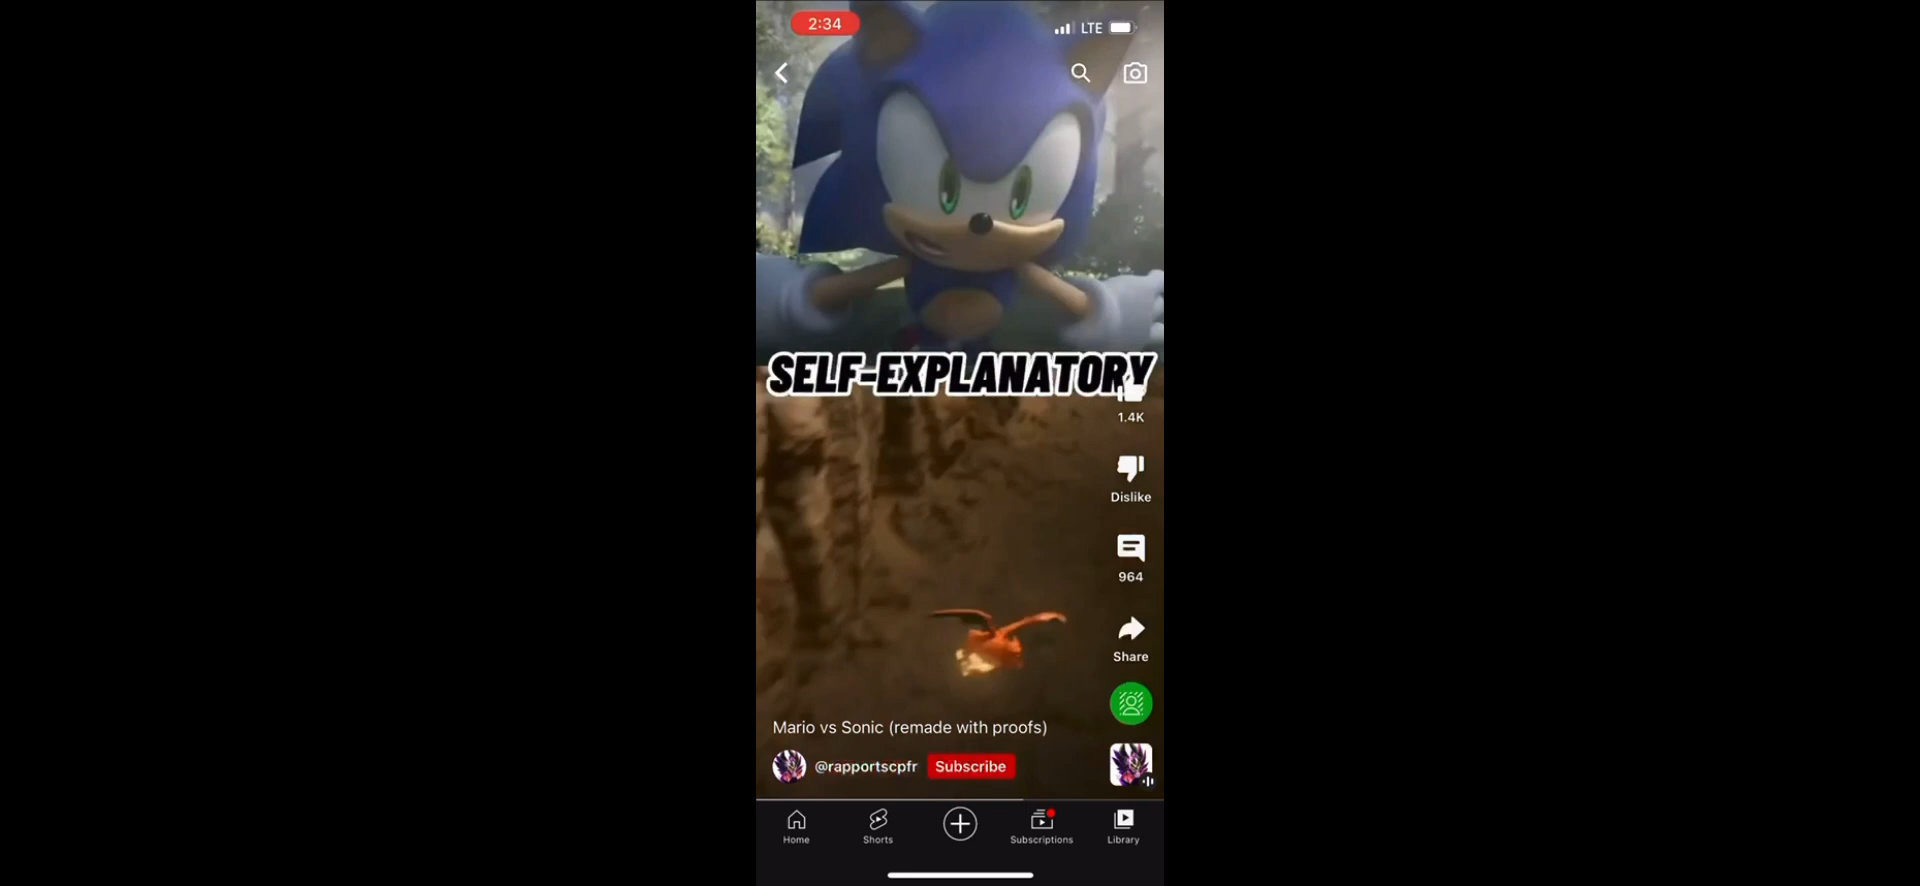 2:34
LTE
SELF-EXPLANATORY
1.4K
Dislike
964
Share
Mario vs Sonic (remade with proofs)
@rapportscpfr Subscribe
Home Shorts Subscriptions Library